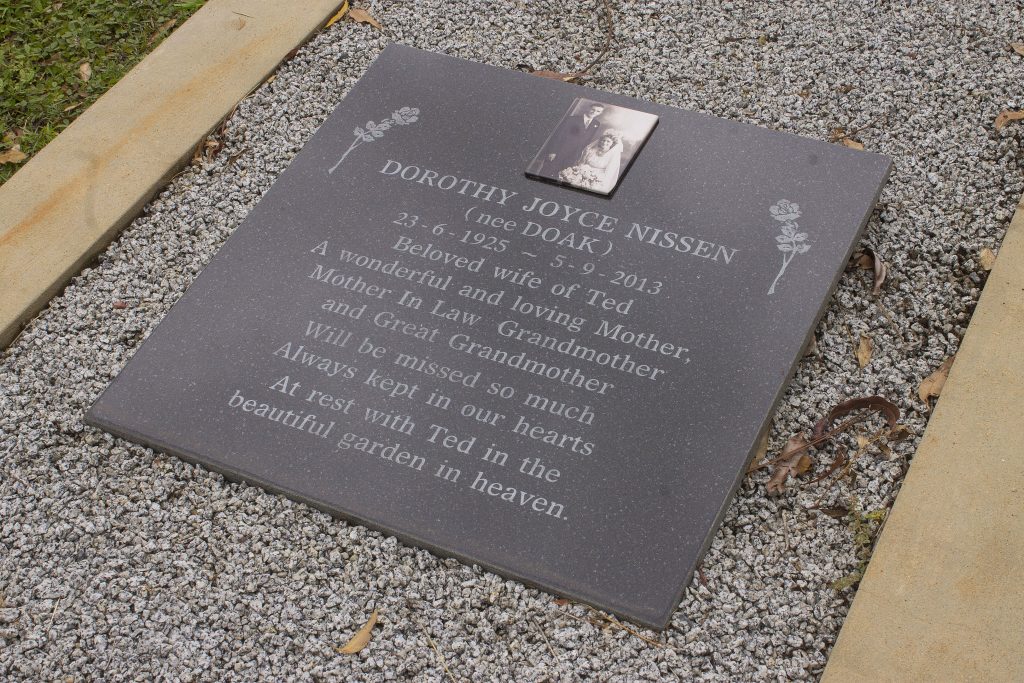 DOROTHY JOYCE NISSEN
(nee DOAK)
23-6-1925 ~ 5-9-2013
Beloved wife of Ted
A wonderful and loving Mother,
Mother In Law Grandmother
and Great Grandmother
Will be missed so much
Always kept in our hearts
At rest with Ted in the
beautiful garden in heaven.